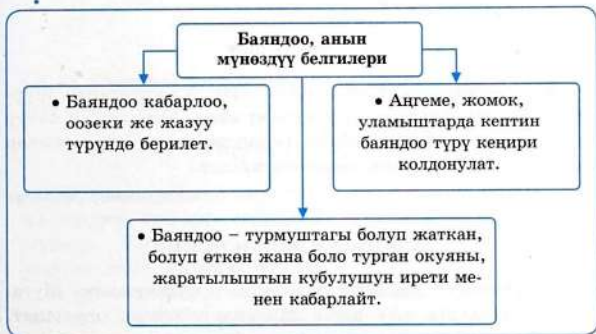 Баяндоо, анын
мүнөздүү белгилери
• Баяндоо кабарлоо,
оозеки же жазуу
түрүндө берилет.
• Аңгеме, жомок,
уламыштарда кептин
баяндоо түрү кеңири
колдонулат.
• Баяндоо – турмуштагы болуп жаткан,
болуп өткөн жана боло турган окуяны,
жаратылыштын кубулушун ирети ме-
нен кабарлайт.